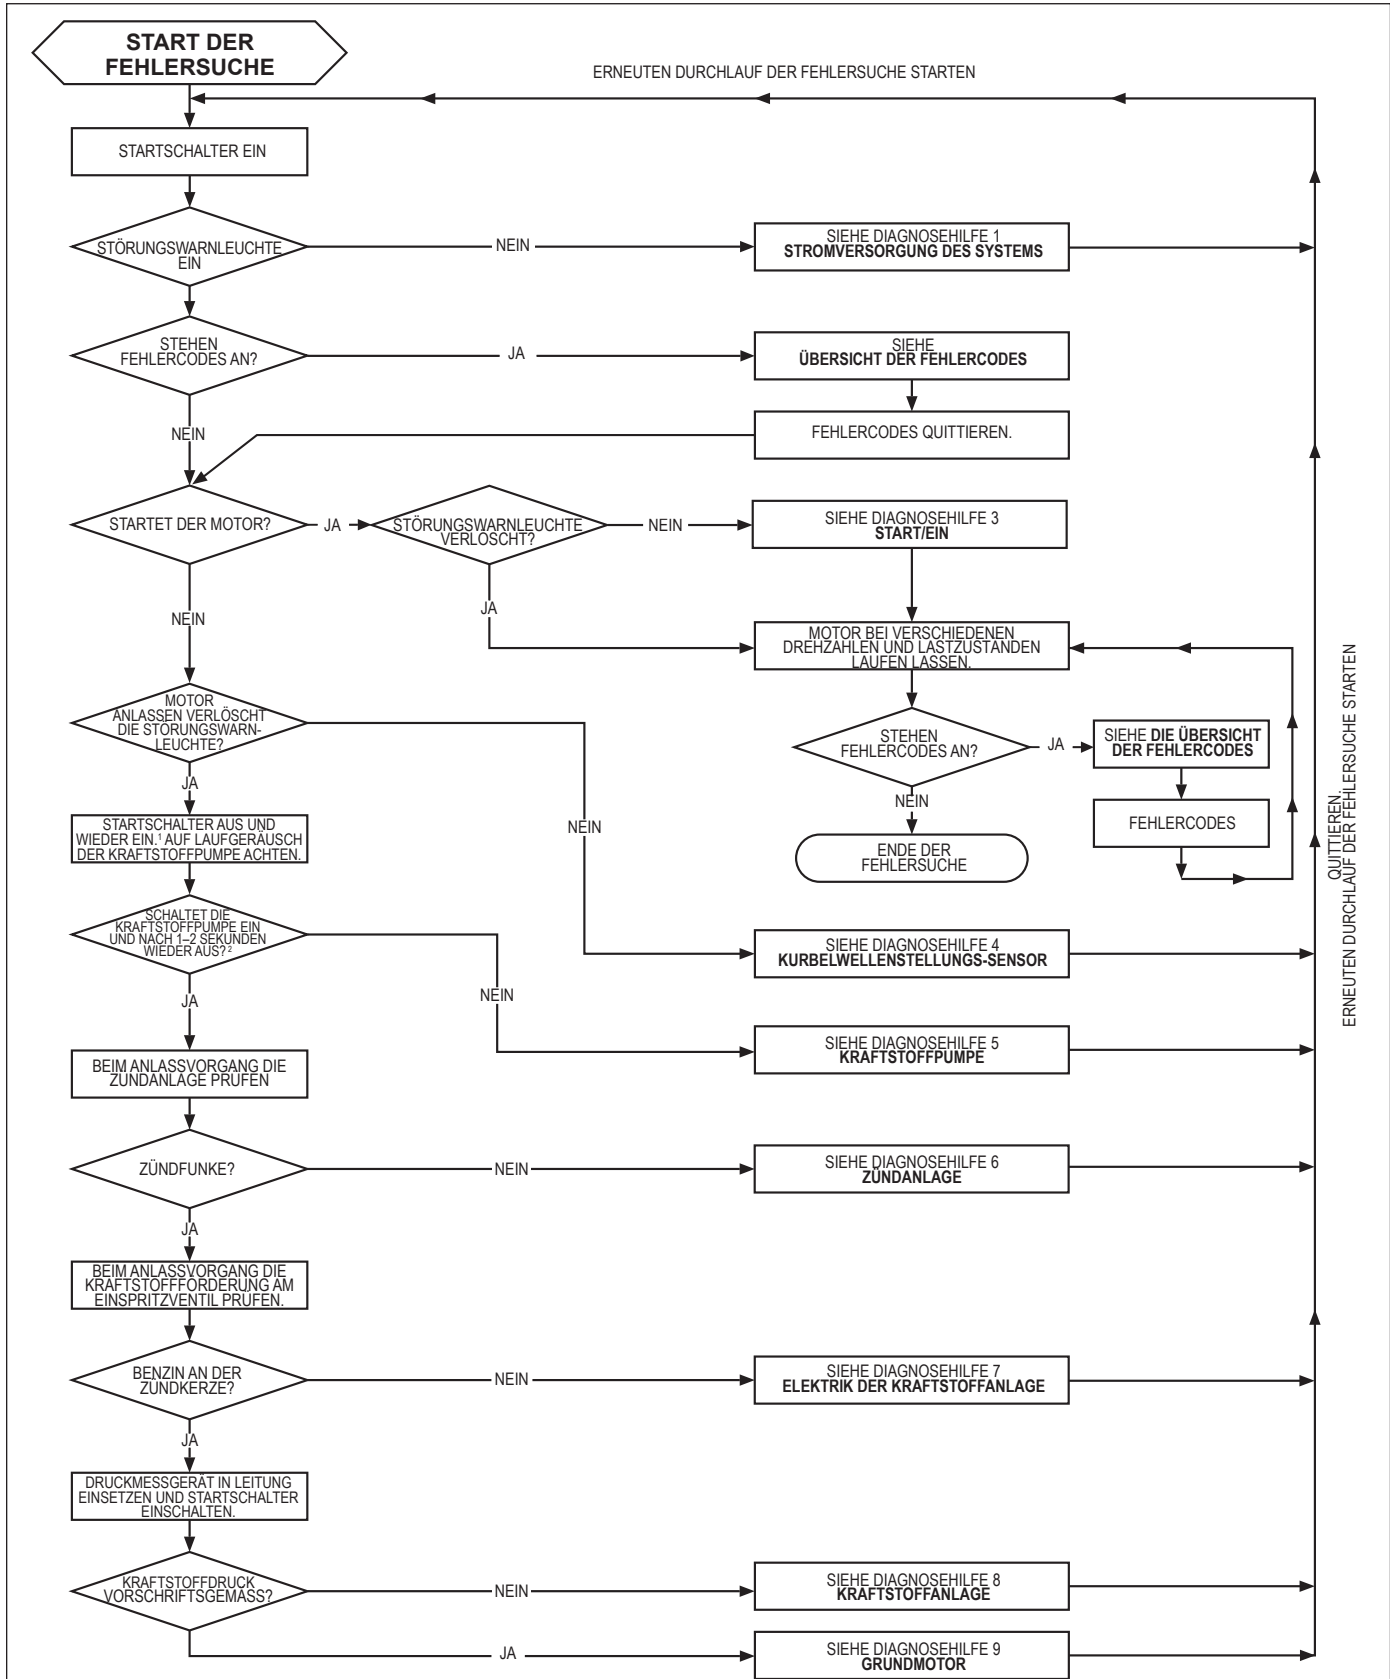 START DER
FEHLERSUCHE
ERNEUTEN DURCHLAUF DER FEHLERSUCHE STARTEN
STARTSCHALTER EIN
STÖRUNGSWARNLEUCHTE
EIN
NEIN
SIEHE DIAGNOSEHILFE 1
STROMVERSORGUNG DES SYSTEMS
STEHEN
FEHLERCODES AN?
JA
SIEHE
ÜBERSICHT DER FEHLERCODES
NEIN
FEHLERCODES QUITTIEREN.
STARTET DER MOTOR?
JA
STÖRUNGSWARNLEUCHTE
VERLÖSCHT?
NEIN
SIEHE DIAGNOSEHILFE 3
START/EIN
NEIN
JA
MOTOR BEI VERSCHIEDENEN
DREHZAHLEN UND LASTZUSTANDEN
LAUFEN LASSEN.
MOTOR
ANLASSEN VERLÖSCHT
DIE STÖRUNGSWARN-
LEUCHTE?
STEHEN
FEHLERCODES AN?
JA
SIEHE DIE ÜBERSICHT
DER FEHLERCODES
JA
NEIN
NEIN
STARTSCHALTER AUS UND
WIEDER EIN.¹ AUF LAUFGERÄUSCH
DER KRAFTSTOFFPUMPE ACHTEN.
FEHLERCODES
ENDE DER
FEHLERSUCHE
QUITTIEREN.
ERNEUTEN DURCHLAUF DER FEHLERSUCHE STARTEN
SCHALTET DIE
KRAFTSTOFFPUMPE EIN
UND NACH 1–2 SEKUNDEN
WIEDER AUS?²
SIEHE DIAGNOSEHILFE 4
KURBELWELLENSTELLUNGS-SENSOR
JA
NEIN
BEIM ANLASSVORGANG DIE
ZUNDANLAGE PRUFEN
SIEHE DIAGNOSEHILFE 5
KRAFTSTOFFPUMPE
ZÜNDFUNKE?
NEIN
SIEHE DIAGNOSEHILFE 6
ZÜNDANLAGE
JA
BEIM ANLASSVORGANG DIE
KRAFTSTOFFFORDERUNG AM
EINSPRITZVENTIL PRÜFEN.
BENZIN AN DER
ZÜNDKERZE?
NEIN
SIEHE DIAGNOSEHILFE 7
ELEKTRIK DER KRAFTSTOFFANLAGE
JA
DRUCKMESSGERÄT IN LEITUNG
EINSETZEN UND STARTSCHALTER
EINSCHALTEN.
KRAFTSTOFFDRUCK
VORSCHRIFTSGEMASS?
NEIN
SIEHE DIAGNOSEHILFE 8
KRAFTSTOFFANLAGE
JA
SIEHE DIAGNOSEHILFE 9
GRUNDMOTOR